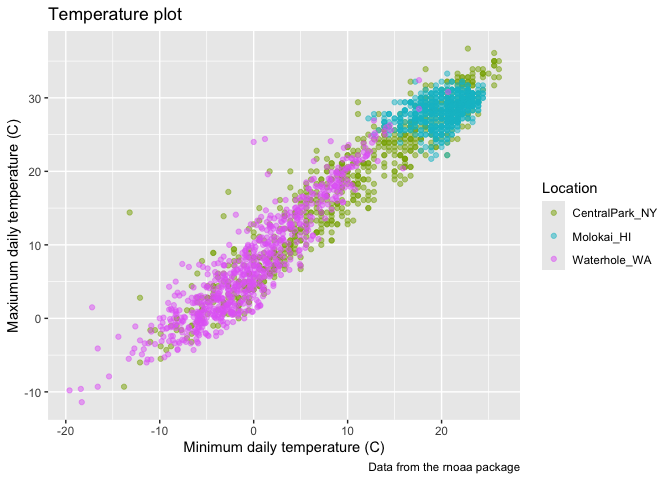 Temperature plot
Maxiumum daily temperature (C)
30
20
10
0
-10
-20
-10
0
10
20
Minimum daily temperature (C)
Location
CentralPark_NY
Molokai_HI
Waterhole_WA
Data from the rnoaa package